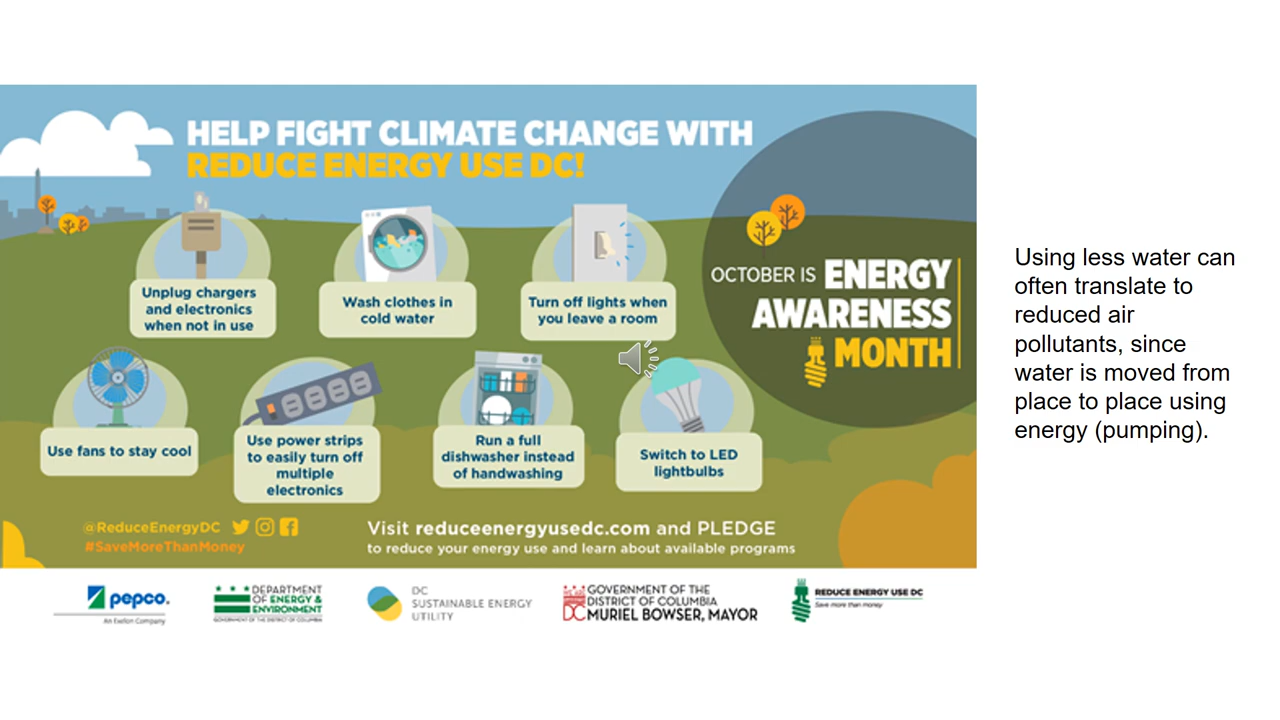 HELP FIGHT CLIMATE CHANGE WITH
REDUCE ENERGY USE DC!
Unplug chargers
and electronics
when not in use
Wash clothes in
cold water
Turn off lights when
you leave a room
OCTOBER IS ENERGY
AWARENESS
MONTH
Use fans to stay cool
Use power strips
to easily turn off
multiple
electronics
Run a full
dishwasher instead
of handwashing
Switch to LED
lightbulbs
@ReduceEnergyDC
#SaveMoreThanMoney
Visit reduceenergyusedc.com and PLEDGE
to reduce your energy use and learn about available programs
pepco.
An Exelon Company
DEPARTMENT
OF ENERGY &
ENVIRONMENT
GOVERNMENT OF THE DISTRICT OF COLUMBIA
DC
SUSTAINABLE ENERGY
UTILITY
WE ARE
DC
GOVERNMENT OF THE
DISTRICT OF COLUMBIA
MURIEL BOWSER, MAYOR
REDUCE ENERGY USE DC
Save more than money
Using less water can
often translate to
reduced air
pollutants, since
water is moved from
place to place using
energy (pumping).